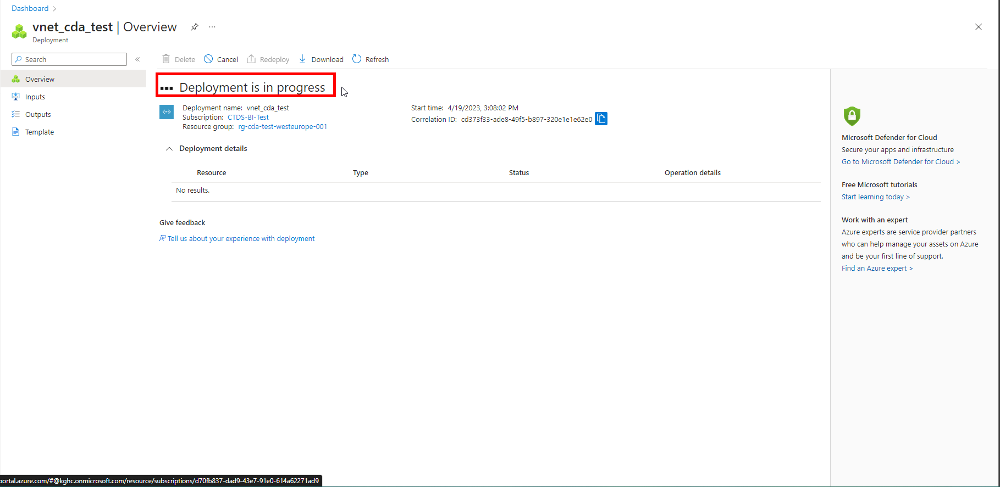 Dashboard >
vnet_cda_test | Overview
Deployment
Search
Delete Cancel Redeploy Download Refresh
Overview
Inputs
Outputs
Template
Deployment is in progress
Deployment name: vnet_cda_test
Subscription: CTDS-BI-Test
Resource group: rg-cda-test-westeurope-001
Start time: 4/19/2023, 3:08:02 PM
Correlation ID: cd373f33-ade8-49f5-b897-320e1e1e62e0
Deployment details
Resource Type Status Operation details
No results.
Give feedback
Tell us about your experience with deployment
Microsoft Defender for Cloud
Secure your apps and infrastructure
Go to Microsoft Defender for Cloud >
Free Microsoft tutorials
Start learning today >
Work with an expert
Azure experts are service provider partners
who can help manage your assets on Azure
and be your first line of support.
Find an Azure expert >
portal.azure.com/#@kghc.onmicrosoft.com/resource/subscriptions/d70fb837-dad9-43e7-91e0-614a62271ad9